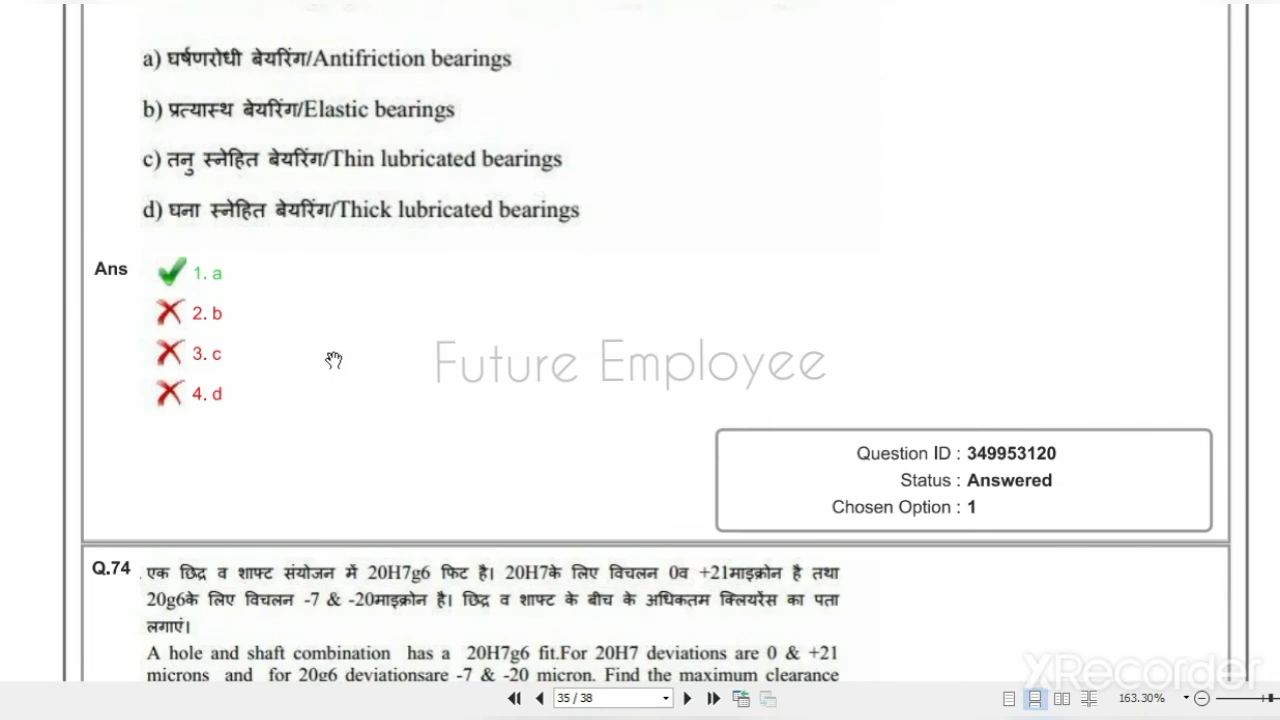 a) घर्षणरोधी बेयरिंग/Antifriction bearings
b) प्रत्यास्थ बेयरिंग/Elastic bearings
c) तनु स्नेहित बेयरिंग/Thin lubricated bearings
d) घना स्नेहित बेयरिंग/Thick lubricated bearings
Ans
1. a
2. b
3. c
4. d
Future Employee
Question ID : 349953120
Status : Answered
Chosen Option : 1
Q.74 एक छिद्र व शाफ्ट संयोजन में 20H7g6 फिट है। 20H7के लिए विचलन 0व +21माइक्रोन है तथा
20g6के लिए विचलन -7 & -20माइक्रोन है। छिद्र व शाफ्ट के बीच के अधिकतम क्लियरेंस का पता
लगाएं।
A hole and shaft combination has a 20H7g6 fit.For 20H7 deviations are 0 & +21
microns and for 20g6 deviationsare -7 & -20 micron. Find the maximum clearance
XRecorder
35 / 38
163.30%